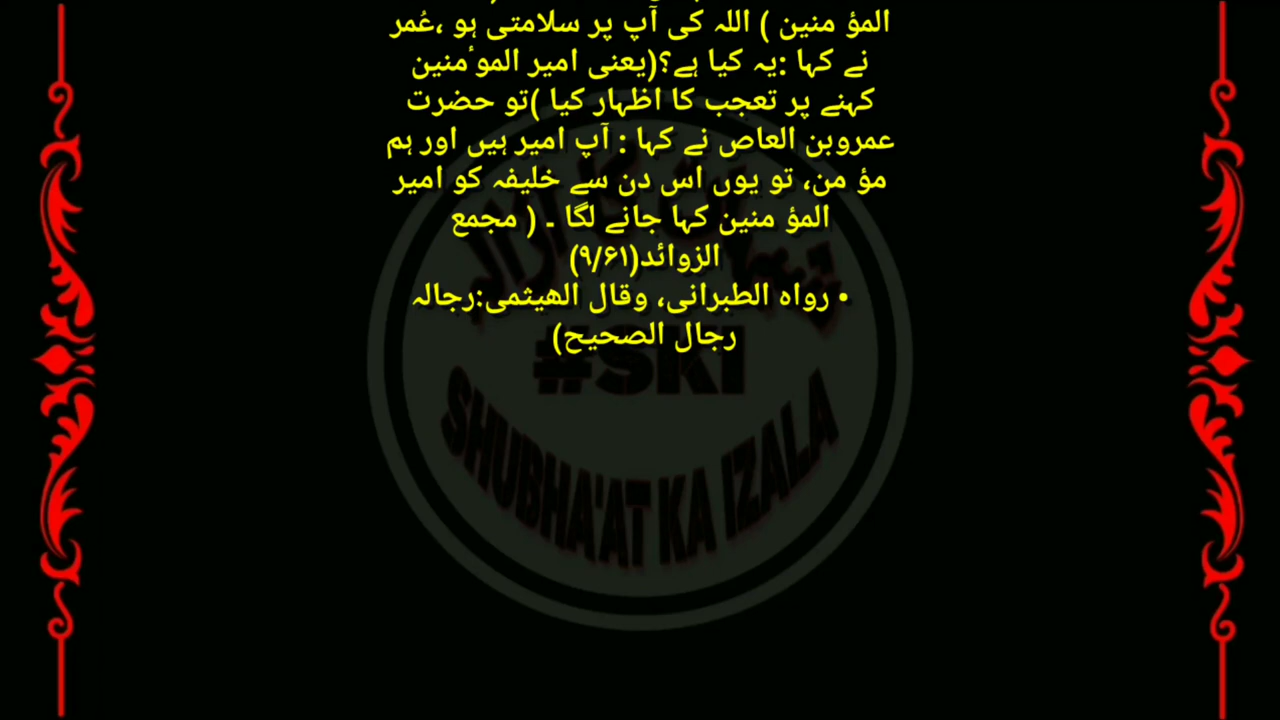 المؤ منین ) اللہ کی آپ پر سلامتی ہو ،عُمر
نے کہا :یہ کیا ہے؟(یعنی امیر الموٴمنین
کہنے پر تعجب کا اظہار کیا )تو حضرت
عمروبن العاص نے کہا : آپ امیر ہیں اور ہم
مؤ من، تو یوں اس دن سے خلیفہ کو امیر
المؤ منین کہا جانے لگا ۔ ( مجمع
الزوائد(۹/۶۱)
• رواہ الطبرانی، وقال الھیثمی:رجالہ
رجال الصحیح)
#SKI
SHUBHA'AT KA IZALA